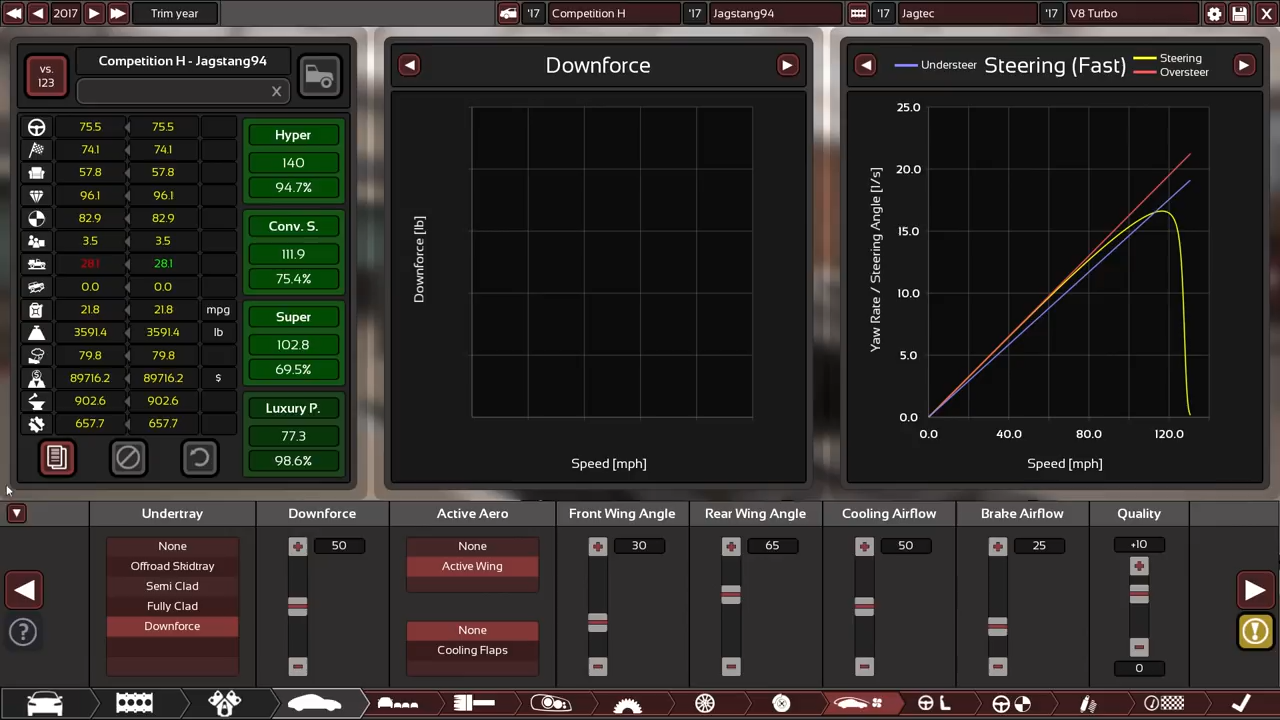 2017 Trim year '17 Competition H '17 Jagstang94 '17 Jagtec '17 V8 Turbo
vs. 123
Competition H - Jagstang94
X
75.5 75.5
74.1 74.1
57.8 57.8
96.1 96.1
82.9 82.9
3.5 3.5
28.1 28.1
0.0 0.0
21.8 21.8 mpg
3591.4 3591.4 lb
79.8 79.8
89716.2 89716.2 $
902.6 902.6
657.7 657.7
Hyper
140
94.7%
Conv. S.
111.9
75.4%
Super
102.8
69.5%
Luxury P.
77.3
98.6%
Downforce
Downforce [lb]
Speed [mph]
Understeer Steering (Fast) Steering
Oversteer
Yaw Rate / Steering Angle [1/s]
25.0
20.0
15.0
10.0
5.0
0.0
0.0 40.0 80.0 120.0
Speed [mph]
Undertray Downforce Active Aero Front Wing Angle Rear Wing Angle Cooling Airflow Brake Airflow Quality
None
Offroad Skidtray
Semi Clad
Fully Clad
Downforce
50
None
Active Wing
None
Cooling Flaps
30
65
50
25
+10
0
?